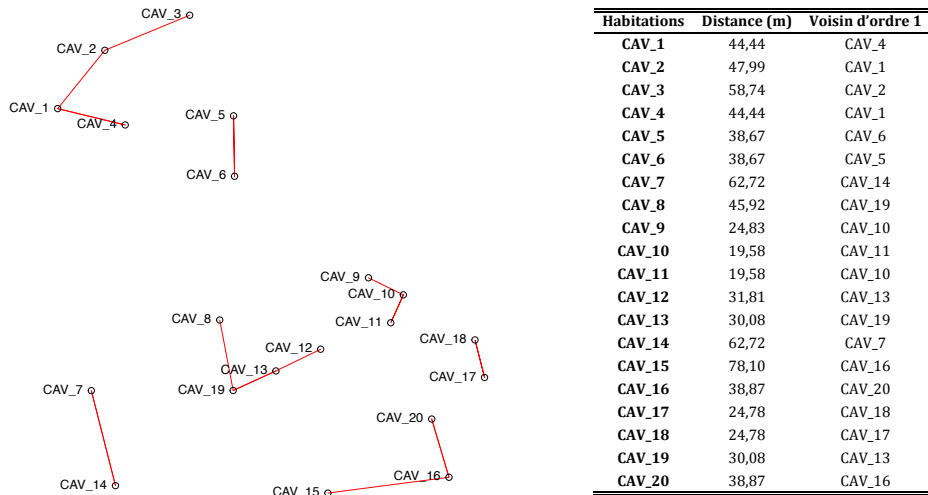 CAV_3
CAV_2
CAV_1
CAV_4
CAV_5
CAV_6
CAV_9
CAV_10
CAV_8
CAV_11
CAV_18
CAV_12
CAV_13
CAV_17
CAV_7
CAV_19
CAV_20
CAV_16
CAV_14
CAV_15
Habitations Distance (m) Voisin d'ordre 1
CAV_1 44,44 CAV_4
CAV_2 47,99 CAV_1
CAV_3 58,74 CAV_2
CAV_4 44,44 CAV_1
CAV_5 38,67 CAV_6
CAV_6 38,67 CAV_5
CAV_7 62,72 CAV_14
CAV_8 45,92 CAV_19
CAV_9 24,83 CAV_10
CAV_10 19,58 CAV_11
CAV_11 19,58 CAV_10
CAV_12 31,81 CAV_13
CAV_13 30,08 CAV_19
CAV_14 62,72 CAV_7
CAV_15 78,10 CAV_16
CAV_16 38,87 CAV_20
CAV_17 24,78 CAV_18
CAV_18 24,78 CAV_17
CAV_19 30,08 CAV_13
CAV_20 38,87 CAV_16